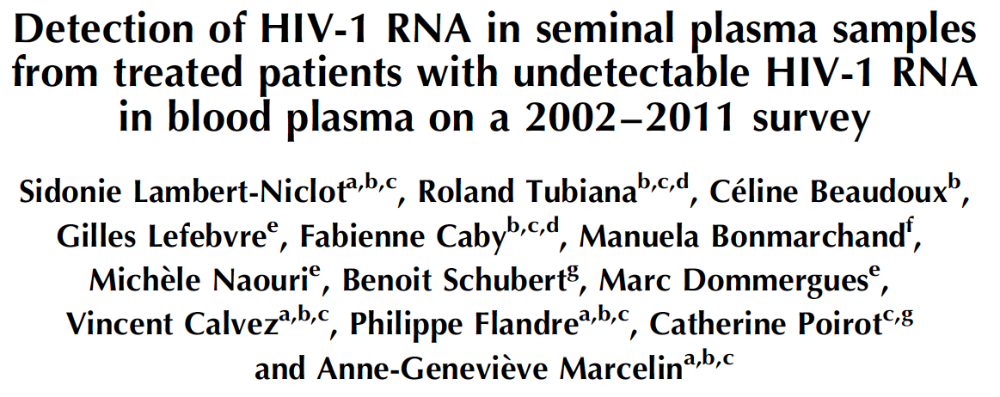 Detection of HIV-1 RNA in seminal plasma samples
from treated patients with undetectable HIV-1 RNA
in blood plasma on a 2002–2011 survey
Sidonie Lambert-Niclot^a,b,c, Roland Tubiana^b,c,d, Céline Beaudoux^b,
Gilles Lefebvre^e, Fabienne Caby^b,c,d, Manuela Bonmarchand^f,
Michèle Naouri^e, Benoit Schubert^g, Marc Dommergues^e,
Vincent Calvez^a,b,c, Philippe Flandre^a,b,c, Catherine Poirot^c,g
and Anne-Geneviève Marcelin^a,b,c